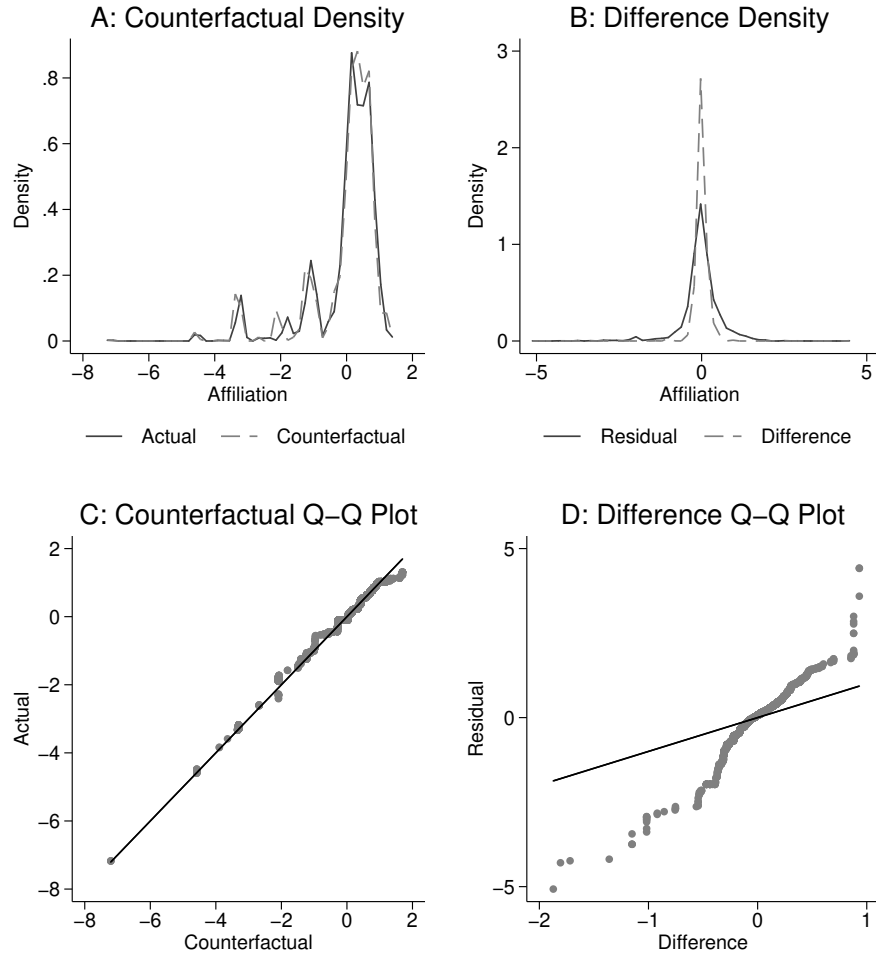 A: Counterfactual Density
Density
.8
.6
.4
.2
0
−8 −6 −4 −2 0 2
Affiliation
Actual Counterfactual
B: Difference Density
Density
3
2
1
0
−5 0 5
Affiliation
Residual Difference
C: Counterfactual Q−Q Plot
Actual
2
0
−2
−4
−6
−8
−8 −6 −4 −2 0 2
Counterfactual
D: Difference Q−Q Plot
Residual
5
0
−5
−2 −1 0 1
Difference